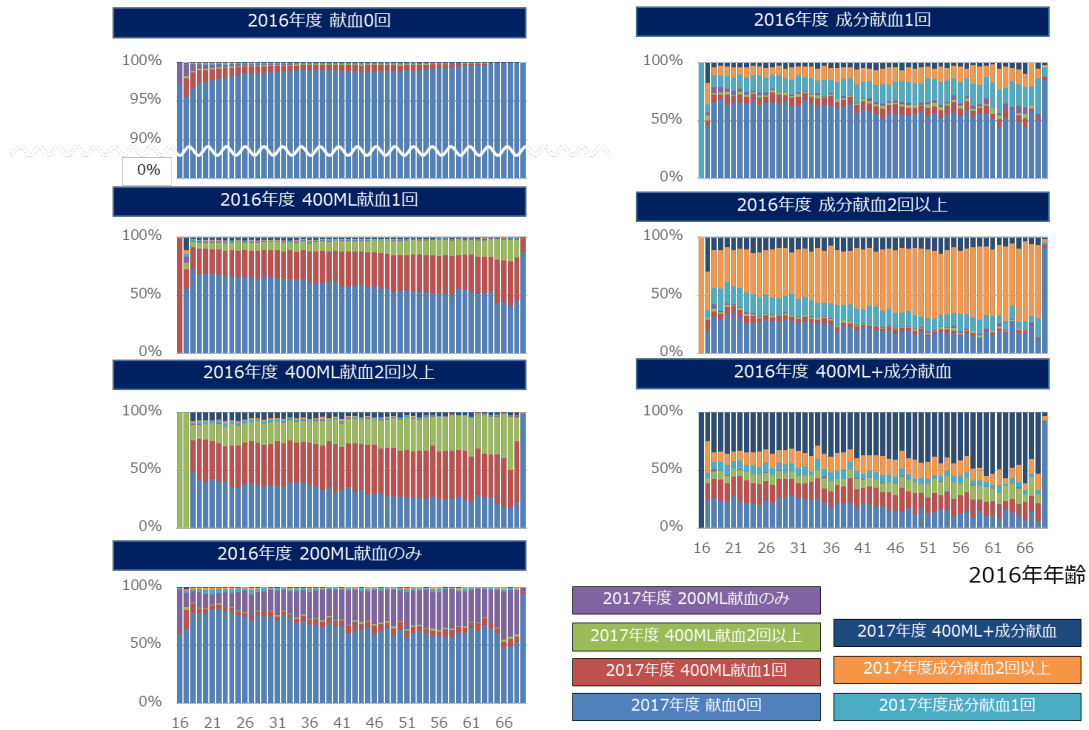 2016年度 献血0回
100%
95%
90%
0%
2016年度 400ML献血1回
100%
50%
0%
2016年度 400ML献血2回以上
100%
50%
0%
2016年度 200ML献血のみ
100%
50%
0%
16 21 26 31 36 41 46 51 56 61 66
2016年度 成分献血1回
100%
50%
0%
2016年度 成分献血2回以上
100%
50%
0%
2016年度 400ML+成分献血
100%
50%
0%
16 21 26 31 36 41 46 51 56 61 66
2016年年齢
2017年度 200ML献血のみ
2017年度 400ML献血2回以上
2017年度 400ML献血1回
2017年度 献血0回
2017年度 400ML+成分献血
2017年度成分献血2回以上
2017年度成分献血1回